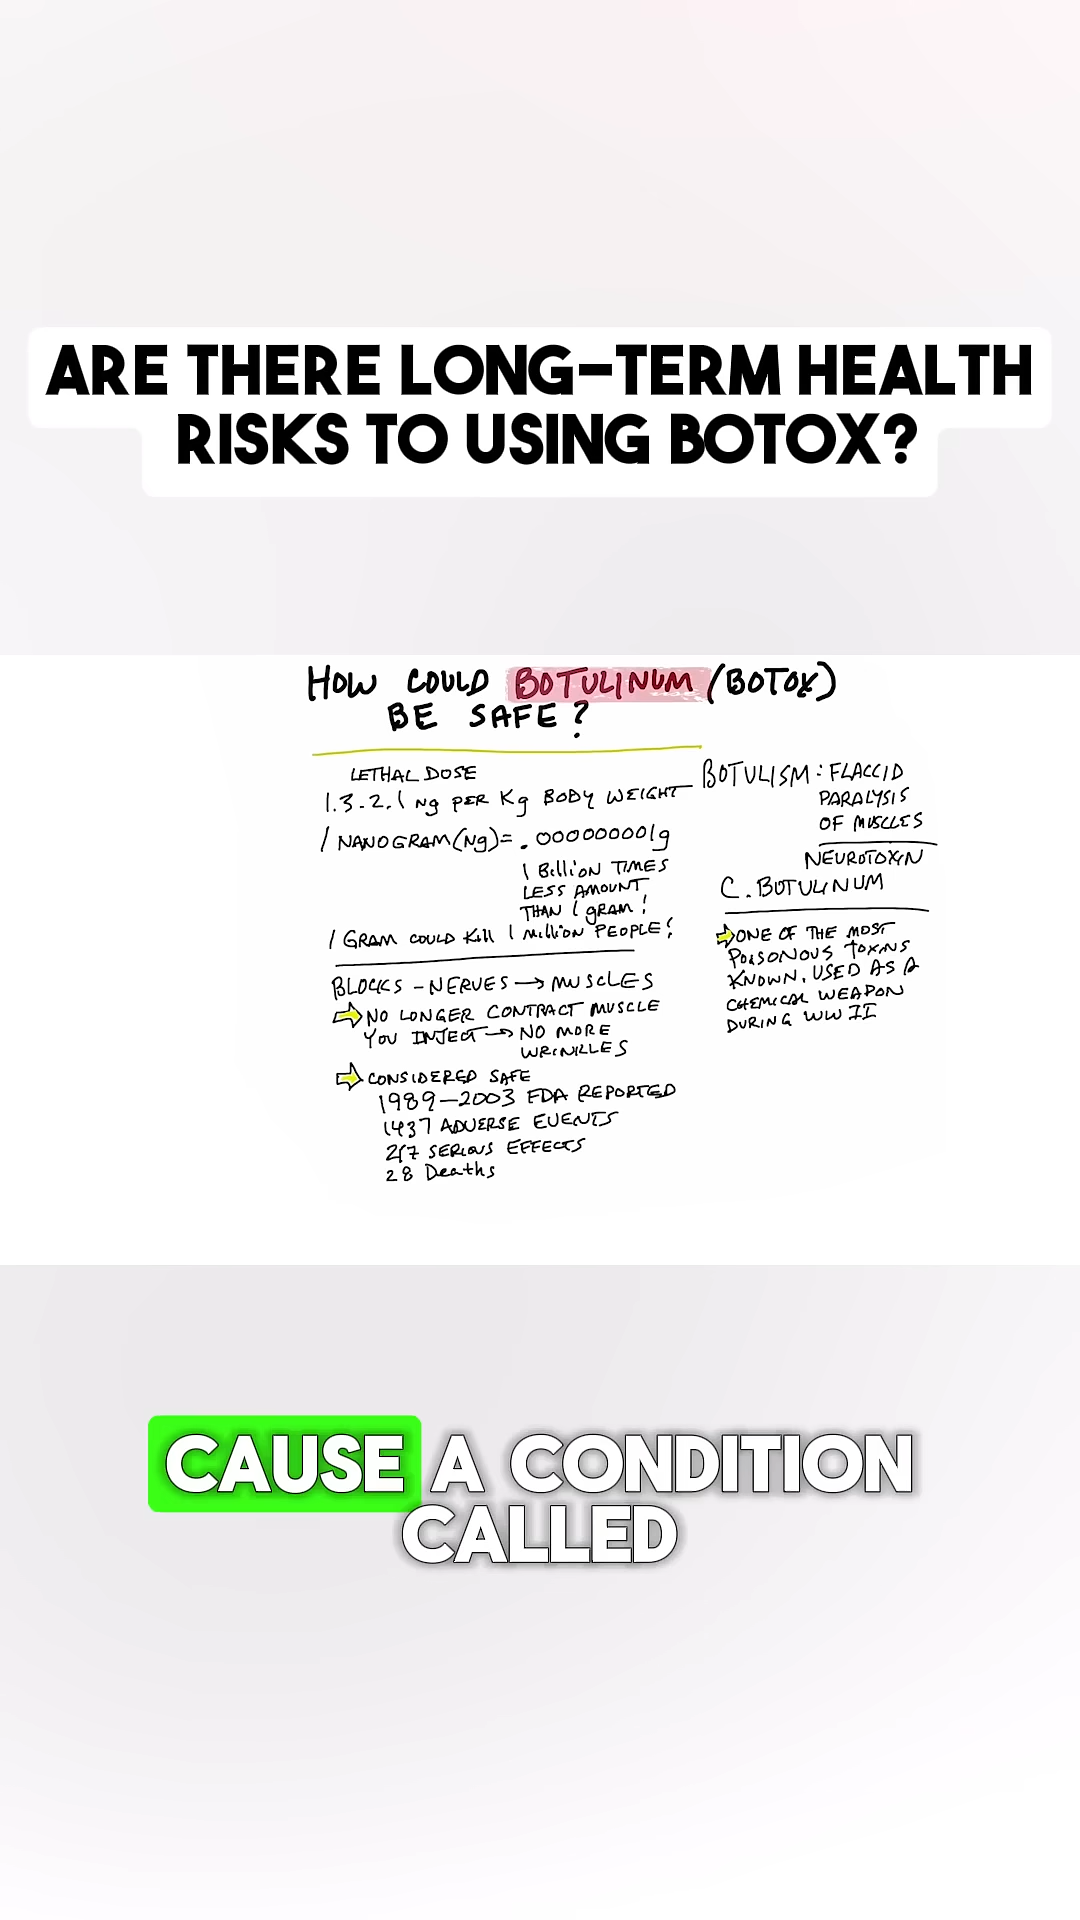 ARE THERE LONG-TERM HEALTH
RISKS TO USING BOTOX?
HOW COULD BOTULINUM (BOTOX)
BE SAFE?
LETHAL DOSE
1.3-2.1 Ng PER Kg BODY WEIGHT
1 NANOGRAM(Ng)= .000000001g
1 BilliON TIMES
LESS AMOUNT
THAN 1 gRAM!
1 GRAM COULD Kill 1 Million PEOPLE!
BLOCKS - NERVES → MUSCLES
NO LONGER CONTRACT MUSCLE
YOU INJECT → NO MORE
WRINKLES
CONSIDERED SAFE
1989-2003 FDA REPORTED
1437 ADVERSE EVENTS
217 SERIOUS EFFECTS
28 Deaths
BOTULISM: FLACCID
PARALYSIS
OF MUSCLES
NEUROTOXIN
C. BOTULINUM
ONE OF THE MOST
POISONOUS TOXINS
KNOWN. USED AS A
CHEMICAL WEAPON
DURING WW II
CAUSE A CONDITION
CALLED